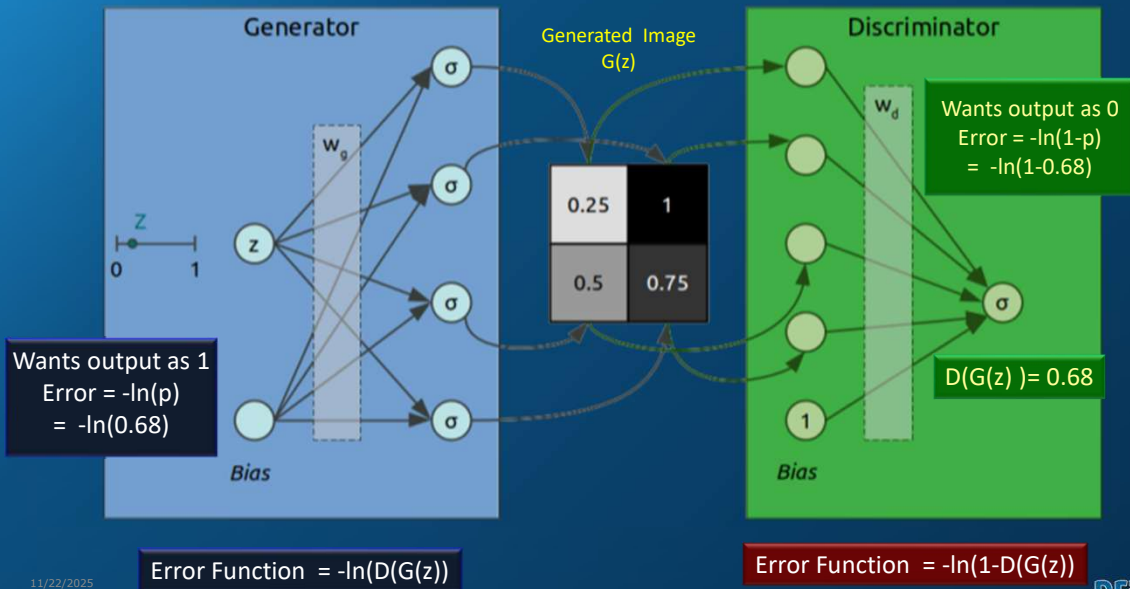 Generator
Generated Image
G(z)
Discriminator
σ
σ
σ
σ
w_g
z
Z
0 1
Bias
0.25 1
0.5 0.75
w_d
σ
1
Bias
Wants output as 0
Error = -ln(1-p)
= -ln(1-0.68)
D(G(z) )= 0.68
Wants output as 1
Error = -ln(p)
= -ln(0.68)
Error Function = -ln(D(G(z))
Error Function = -ln(1-D(G(z))
11/22/2025